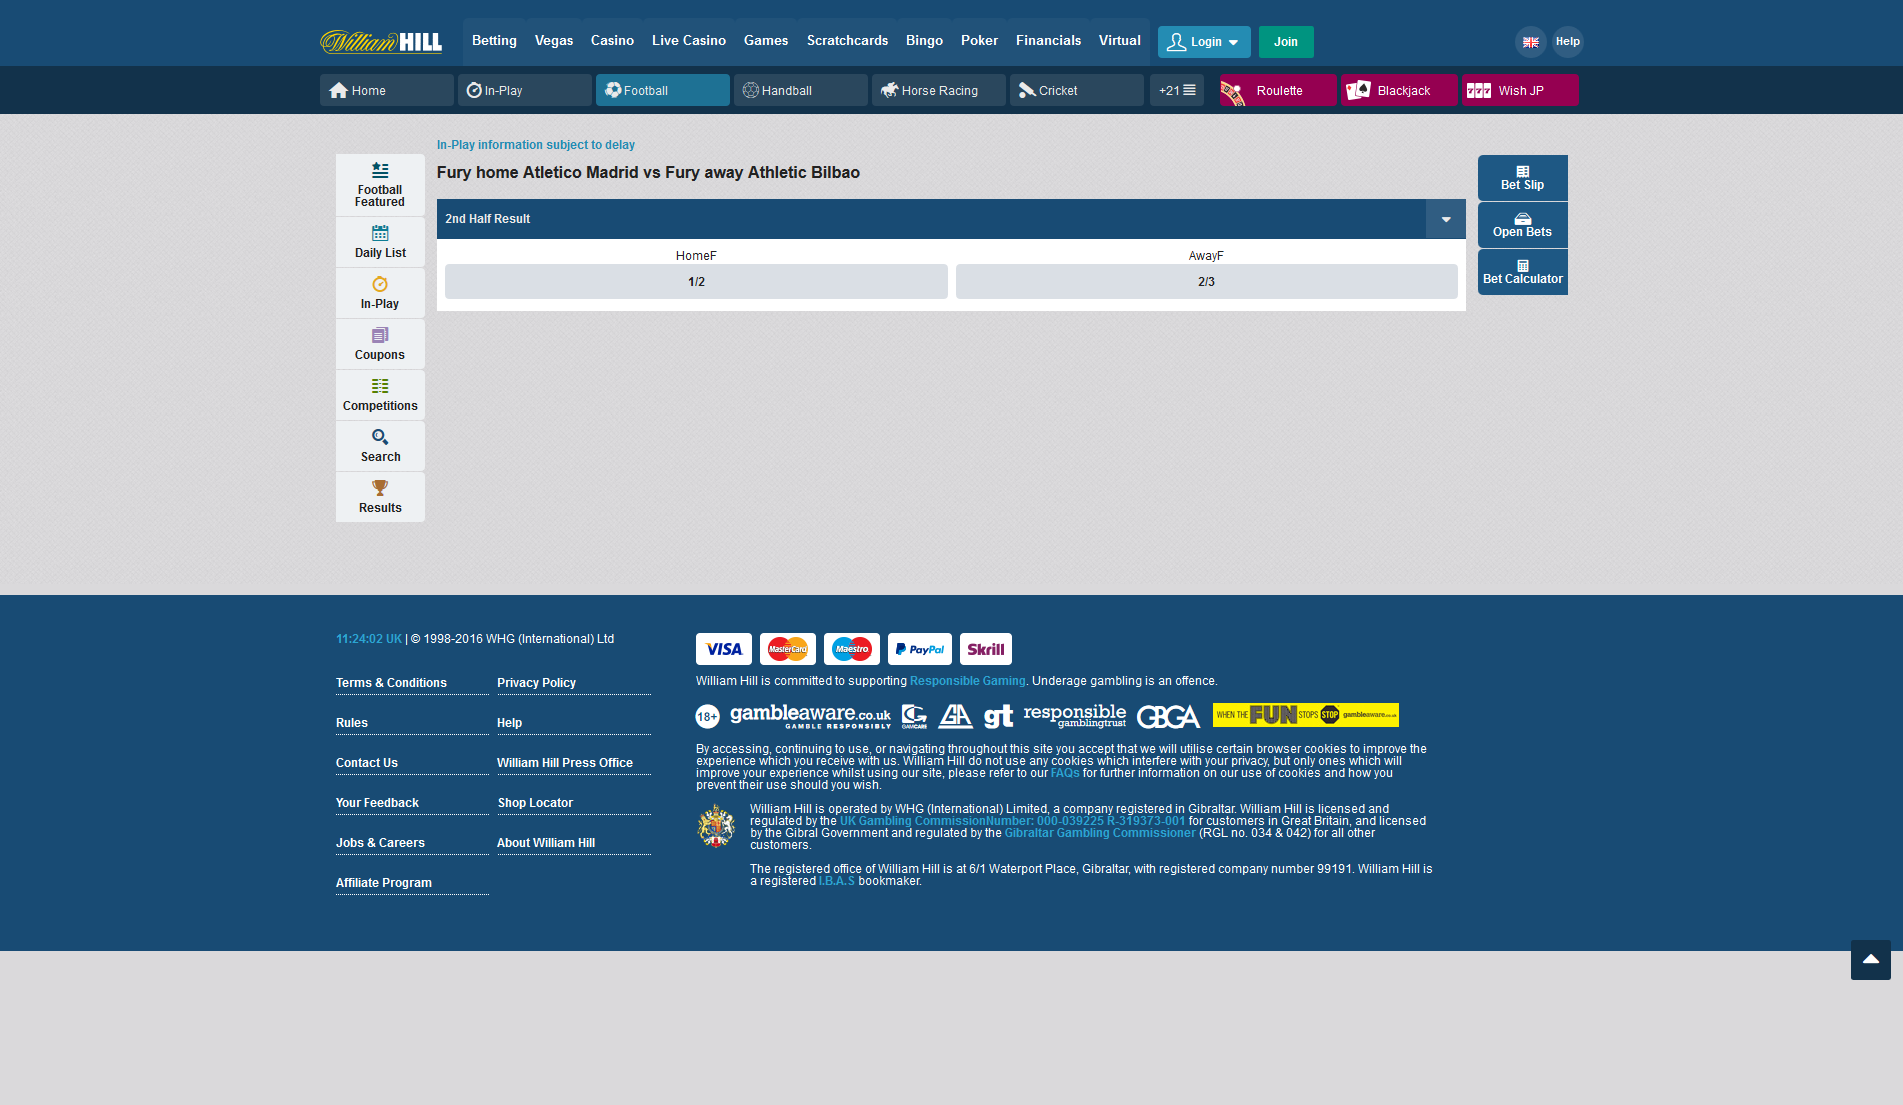 William HILL
Betting Vegas Casino Live Casino Games Scratchcards Bingo Poker Financials Virtual Login Join Help
Home In-Play Football Handball Horse Racing Cricket +21 Roulette Blackjack 777 Wish JP
In-Play information subject to delay
Fury home Atletico Madrid vs Fury away Athletic Bilbao
Football
Featured
Daily List
In-Play
Coupons
Competitions
Search
Results
2nd Half Result
HomeF AwayF
1/2 2/3
Bet Slip
Open Bets
Bet Calculator
11:24:02 UK | © 1998-2016 WHG (International) Ltd
Terms & Conditions Privacy Policy
Rules Help
Contact Us William Hill Press Office
Your Feedback Shop Locator
Jobs & Careers About William Hill
Affiliate Program
VISA MasterCard Maestro PayPal Skrill
William Hill is committed to supporting Responsible Gaming. Underage gambling is an offence.
18+ gambleaware.co.uk GAMBLE RESPONSIBLY GAMCARE GA gt responsible gamblingtrust GBGA WHEN THE FUN STOPS STOP gambleaware.co.uk
By accessing, continuing to use, or navigating throughout this site you accept that we will utilise certain browser cookies to improve the
experience which you receive with us. William Hill do not use any cookies which interfere with your privacy, but only ones which will
improve your experience whilst using our site, please refer to our FAQs for further information on our use of cookies and how you
prevent their use should you wish.
William Hill is operated by WHG (International) Limited, a company registered in Gibraltar. William Hill is licensed and
regulated by the UK Gambling CommissionNumber: 000-039225 R-319373-001 for customers in Great Britain, and licensed
by the Gibral Government and regulated by the Gibraltar Gambling Commissioner (RGL no. 034 & 042) for all other
customers.
The registered office of William Hill is at 6/1 Waterport Place, Gibraltar, with registered company number 99191. William Hill is
a registered I.B.A.S bookmaker.